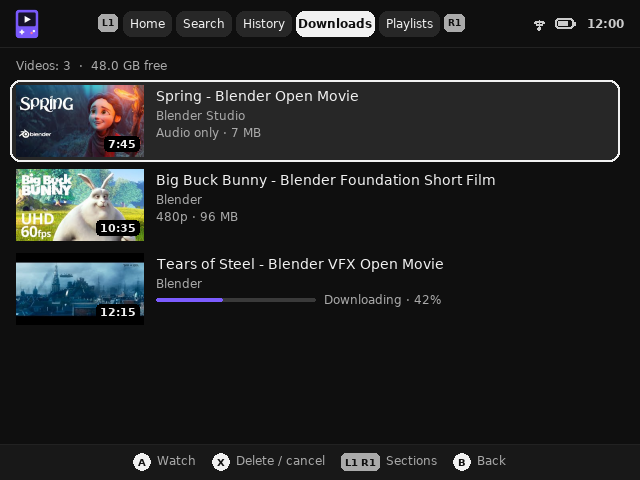 L1 Home Search History Downloads Playlists R1 12:00
Videos: 3 · 48.0 GB free
SPRING
blender
7:45
Spring - Blender Open Movie
Blender Studio
Audio only · 7 MB
Big Buck
BUNNY
UHD
60fps
10:35
Big Buck Bunny - Blender Foundation Short Film
Blender
480p · 96 MB
12:15
Tears of Steel - Blender VFX Open Movie
Blender
Downloading · 42%
A Watch X Delete / cancel L1 R1 Sections B Back